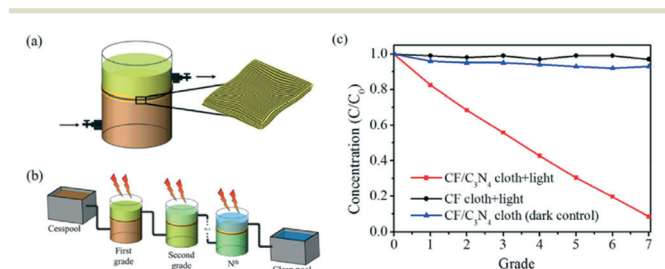 (a)
(b)
Cesspool
First
grade
Second
grade
Nth
Clean pool
(c)
Concentration (C/C0)
1.0
0.8
0.6
0.4
0.2
0.0
CF/C3N4 cloth+light
CF cloth+light
CF/C3N4 cloth (dark control)
0 1 2 3 4 5 6 7
Grade